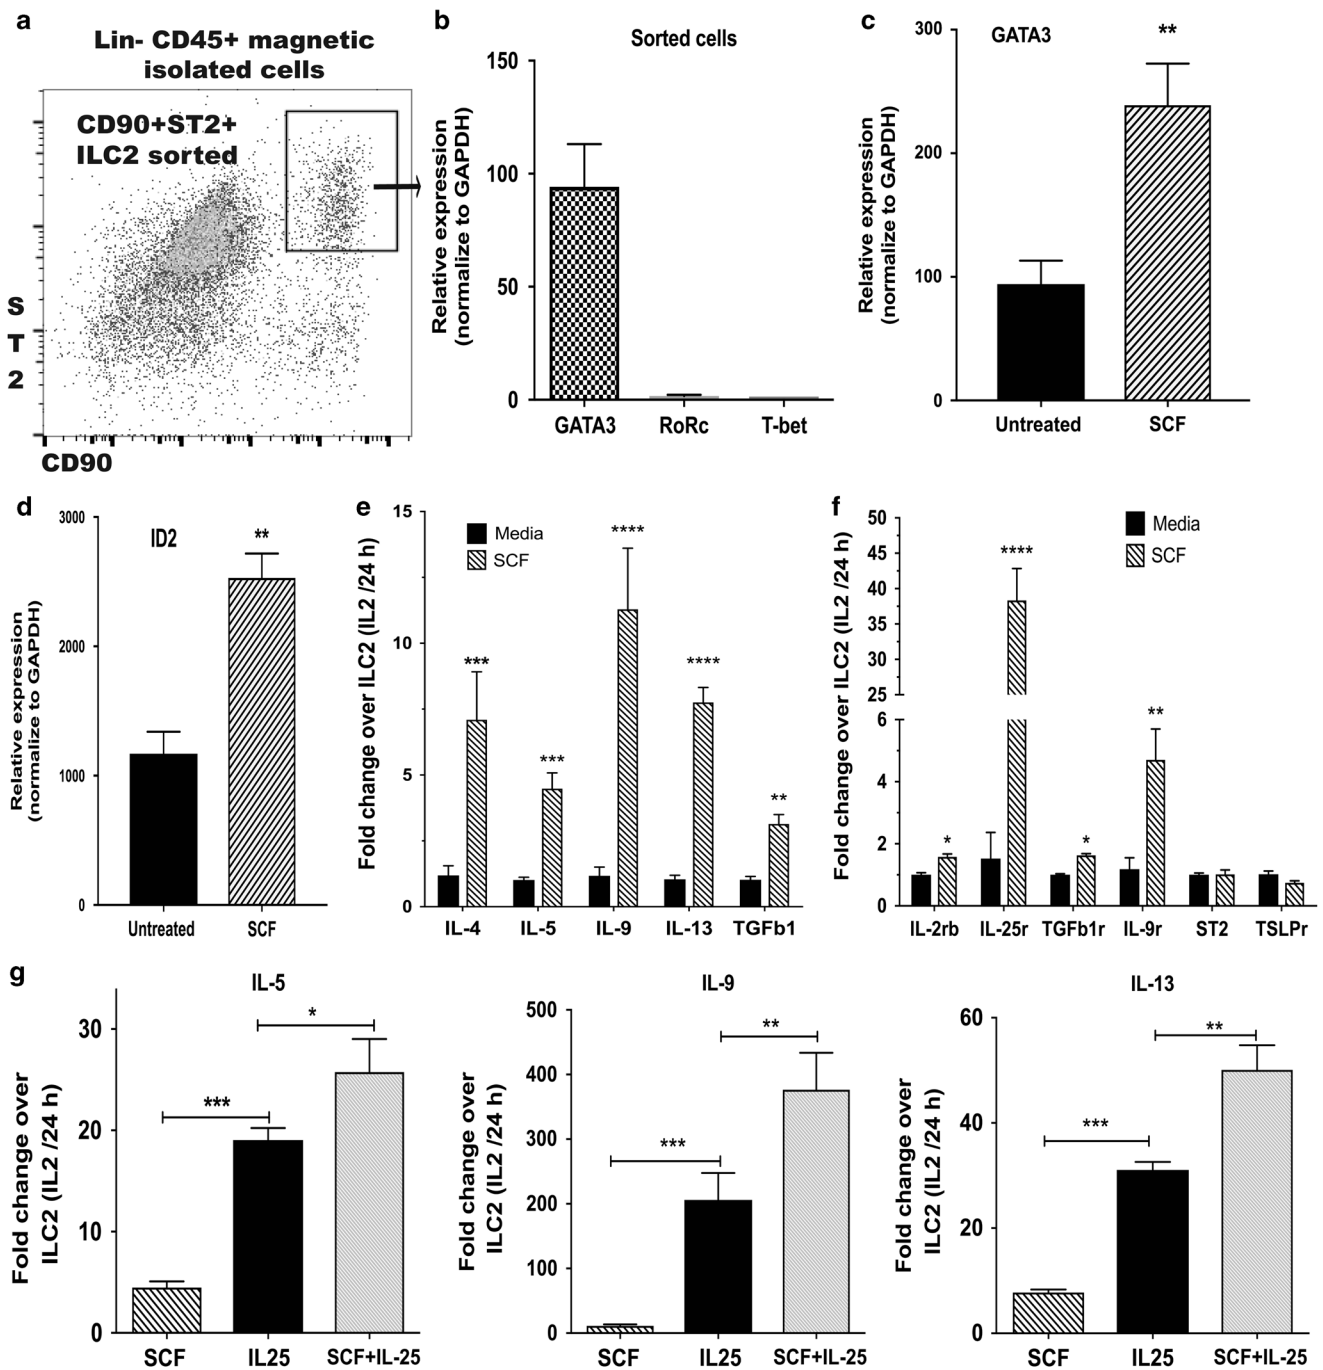 a
Lin- CD45+ magnetic
isolated cells
CD90+ST2+
ILC2 sorted
S
T
2
CD90
b
Sorted cells
Relative expression
(normalize to GAPDH)
150
100
50
0
GATA3
RoRc
T-bet
c
GATA3
**
Relative expression
(normalize to GAPDH)
300
200
100
0
Untreated
SCF
d
ID2
**
Relative expression
(normalize to GAPDH)
3000
2000
1000
0
Untreated
SCF
e
Media
SCF
Fold change over ILC2 (IL2 /24 h)
15
10
5
0
***
***
****
****
**
IL-4
IL-5
IL-9
IL-13
TGFb1
f
Media
SCF
Fold change over ILC2 (IL2 /24 h)
50
45
40
35
30
25
6
4
2
0
*
****
*
**
IL-2rb
IL-25r
TGFb1r
IL-9r
ST2
TSLPr
g
IL-5
Fold change over
ILC2 (IL2 /24 h)
30
20
10
0
***
*
SCF
IL25
SCF+IL-25
IL-9
Fold change over
ILC2 (IL2 /24 h)
500
400
300
200
100
0
***
**
SCF
IL25
SCF+IL-25
IL-13
Fold change over
ILC2 (IL2 /24 h)
60
40
20
0
***
**
SCF
IL25
SCF+IL-25